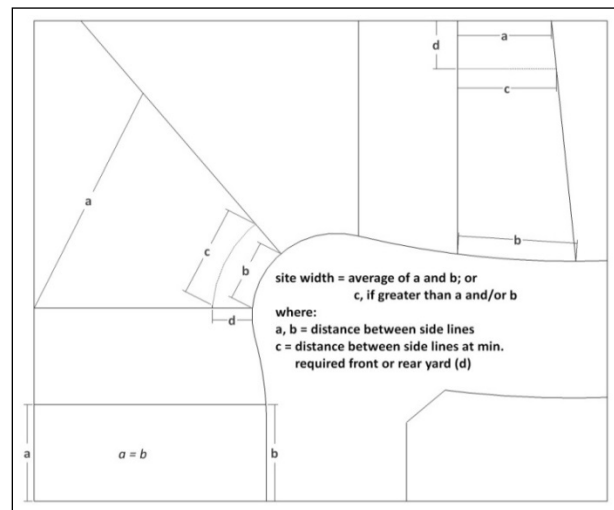 d
a
c
a
c
b
b
d
site width = average of a and b; or
c, if greater than a and/or b
where:
a, b = distance between side lines
c = distance between side lines at min.
required front or rear yard (d)
a
a = b
b